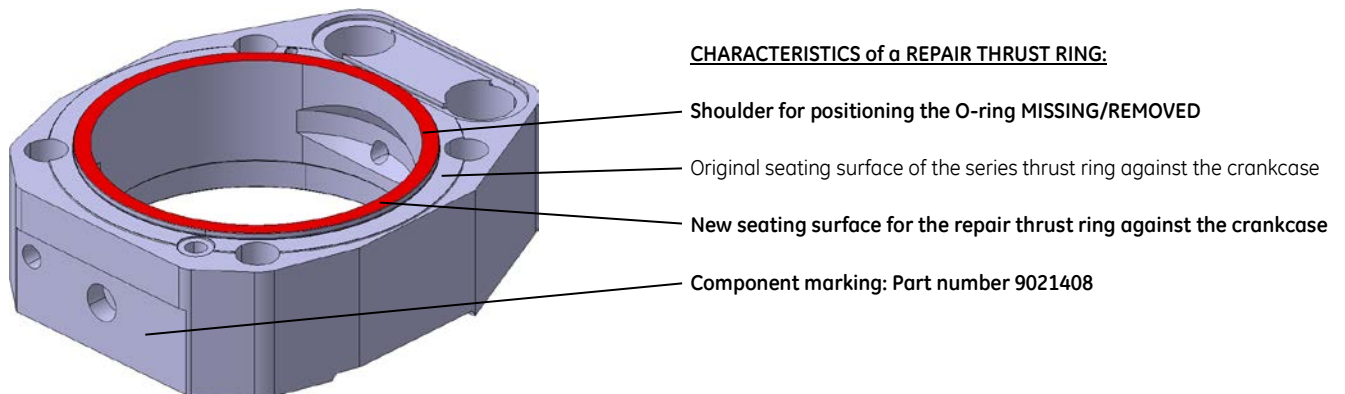 CHARACTERISTICS of a REPAIR THRUST RING:
Shoulder for positioning the O-ring MISSING/REMOVED
Original seating surface of the series thrust ring against the crankcase
New seating surface for the repair thrust ring against the crankcase
Component marking: Part number 9021408